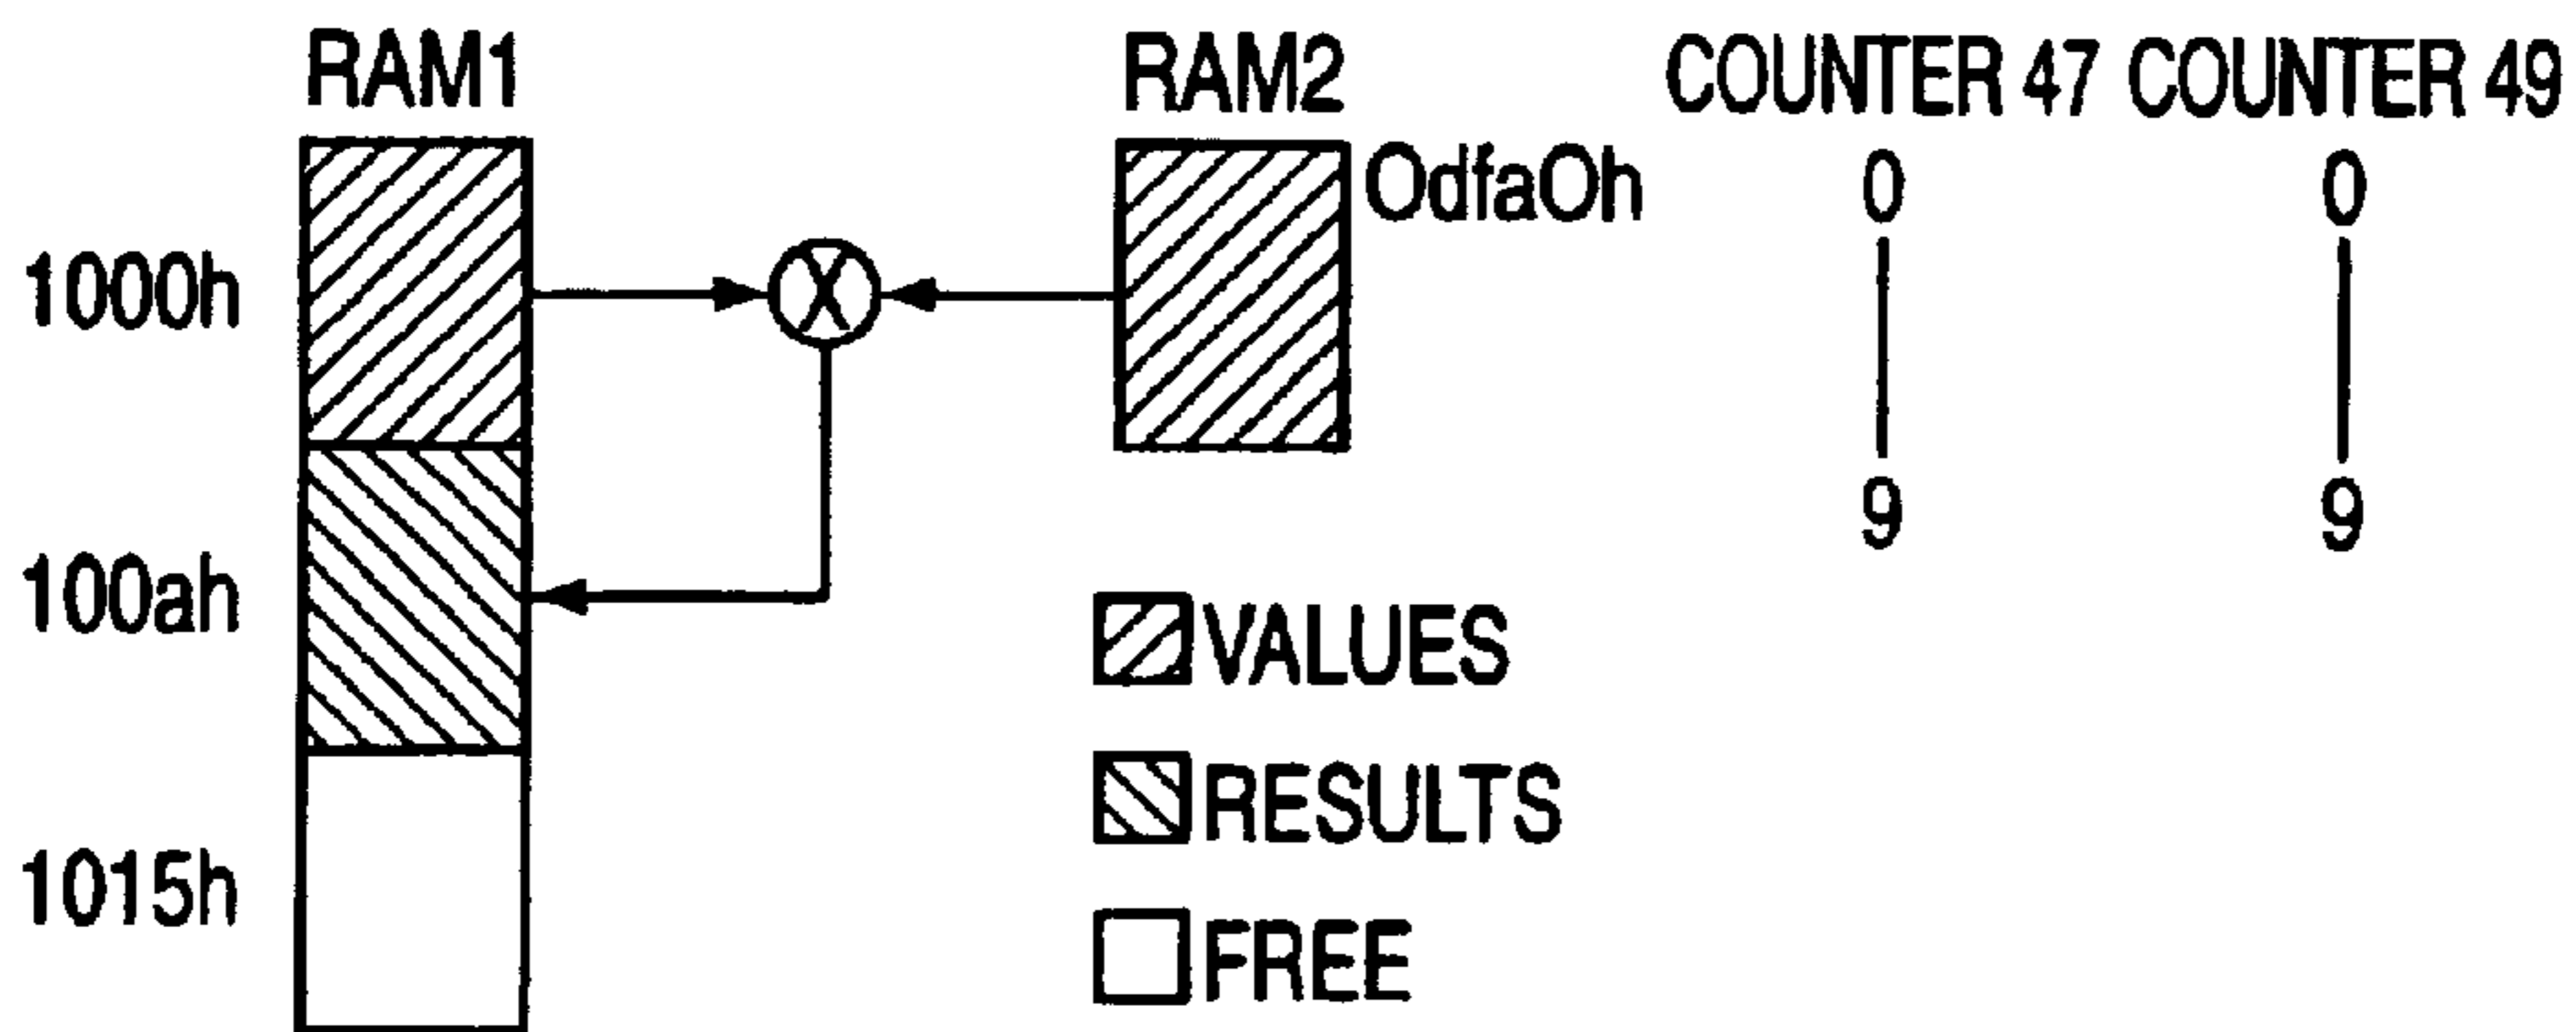 RAM1 RAM2 COUNTER 47 COUNTER 49
OdfaOh 0 0
1000h X
9 9
100ah
VALUES
RESULTS
1015h
FREE